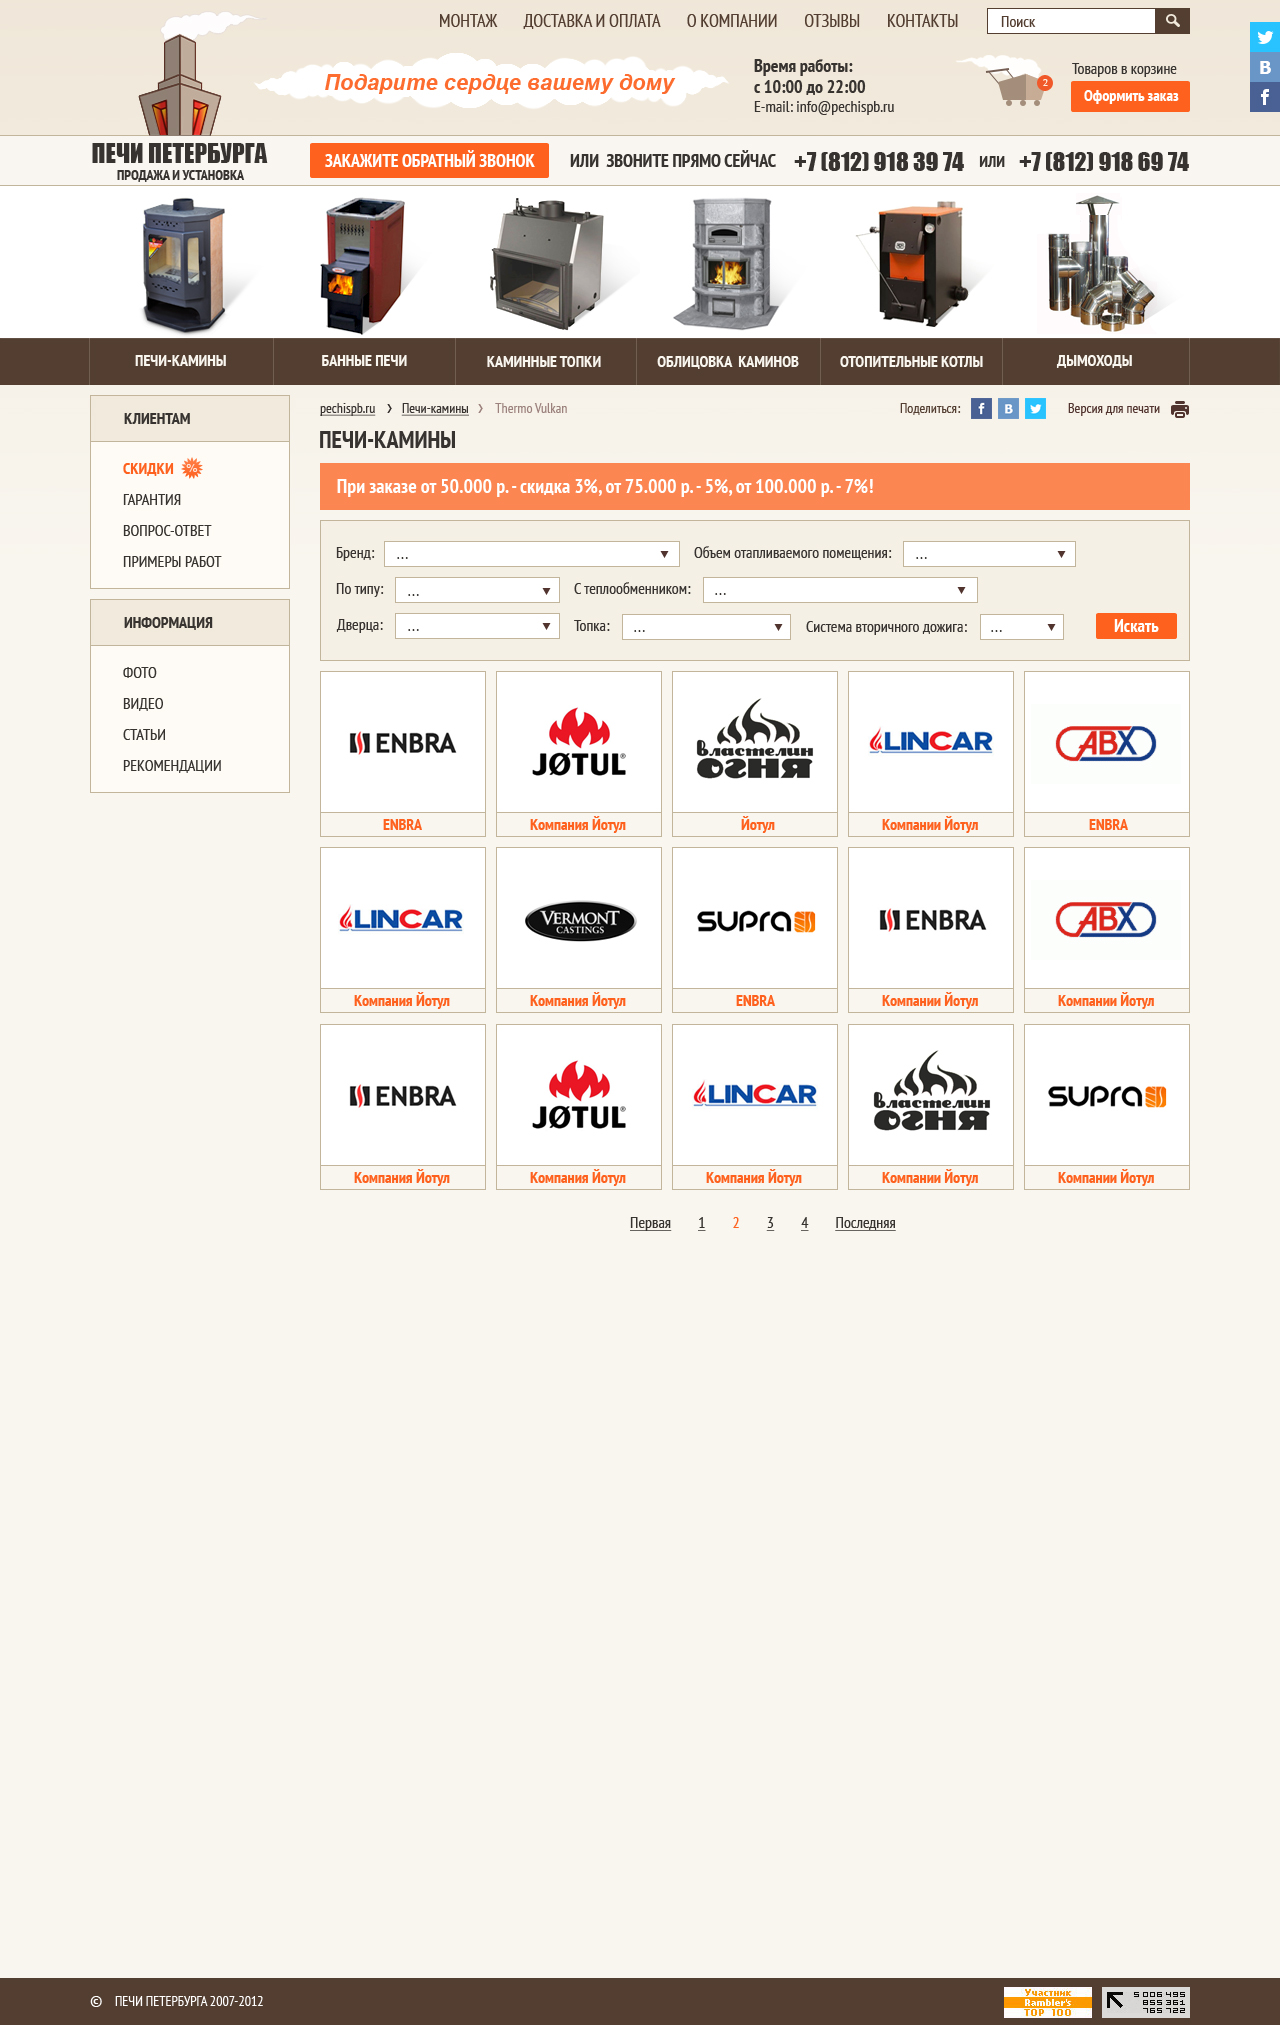 МОНТАЖ ДОСТАВКА И ОПЛАТА О КОМПАНИИ ОТЗЫВЫ КОНТАКТЫ Поиск
Подарите сердце вашему дому
Время работы:
с 10:00 до 22:00
E-mail: info@pechispb.ru
2
Товаров в корзине
Оформить заказ
B
f
ПЕЧИ ПЕТЕРБУРГА
ПРОДАЖА И УСТАНОВКА
ЗАКАЖИТЕ ОБРАТНЫЙ ЗВОНОК ИЛИ ЗВОНИТЕ ПРЯМО СЕЙЧАС +7 (812) 918 39 74 ИЛИ +7 (812) 918 69 74
ПЕЧИ-КАМИНЫ БАННЫЕ ПЕЧИ КАМИННЫЕ ТОПКИ ОБЛИЦОВКА КАМИНОВ ОТОПИТЕЛЬНЫЕ КОТЛЫ ДЫМОХОДЫ
КЛИЕНТАМ
СКИДКИ %
ГАРАНТИЯ
ВОПРОС-ОТВЕТ
ПРИМЕРЫ РАБОТ
ИНФОРМАЦИЯ
ФОТО
ВИДЕО
СТАТЬИ
РЕКОМЕНДАЦИИ
pechispb.ru › Печи-камины › Thermo Vulkan
Поделиться: f B Версия для печати
ПЕЧИ-КАМИНЫ
При заказе от 50.000 р. - скидка 3%, от 75.000 р. - 5%, от 100.000 р. - 7%!
Бренд: ... Объем отапливаемого помещения: ...
По типу: ... С теплообменником: ...
Дверца: ... Топка: ... Система вторичного дожига: ... Искать
ENBRA JØTUL® властелин огня LINCAR ABX
ENBRA Компания Йотул Йотул Компании Йотул ENBRA
LINCAR VERMONT CASTINGS supra ENBRA ABX
Компания Йотул Компания Йотул ENBRA Компании Йотул Компании Йотул
ENBRA JØTUL® LINCAR властелин огня supra
Компания Йотул Компания Йотул Компания Йотул Компании Йотул Компании Йотул
Первая 1 2 3 4 Последняя
© ПЕЧИ ПЕТЕРБУРГА 2007-2012
Участник
Rambler's
TOP 100
5 006 495
855 361
765 722